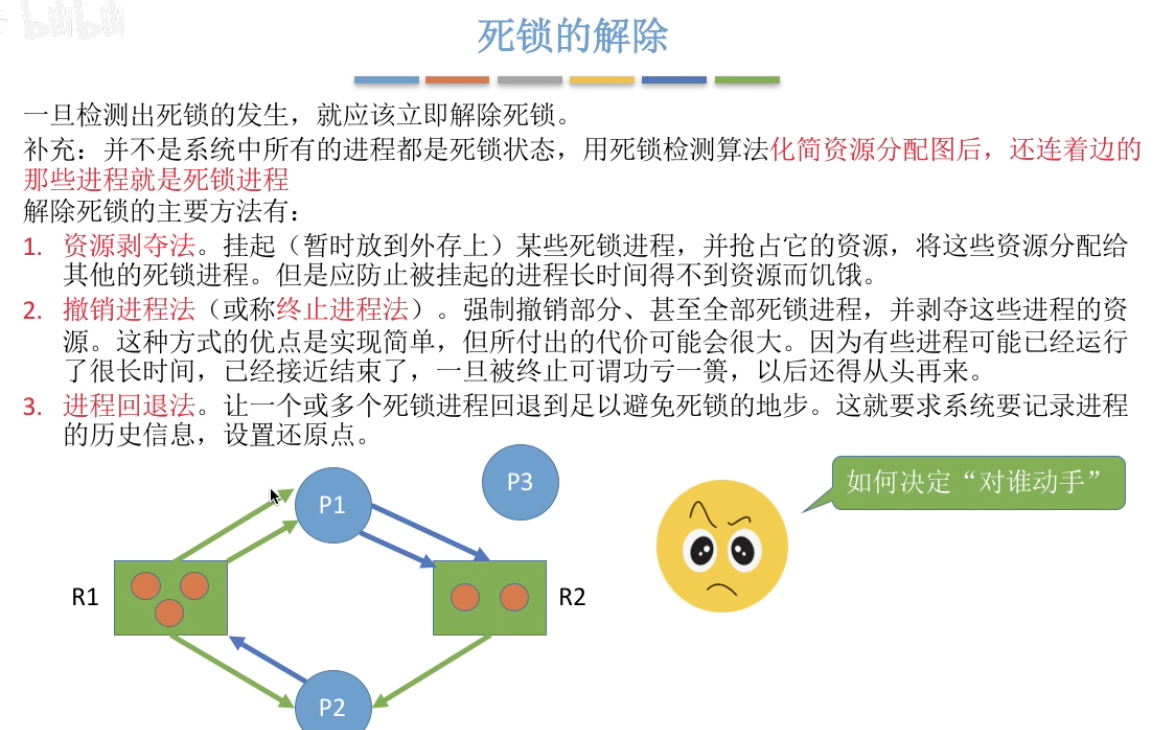 bilibili
死锁的解除
一旦检测出死锁的发生，就应该立即解除死锁。
补充：并不是系统中所有的进程都是死锁状态，用死锁检测算法化简资源分配图后，还连着边的
那些进程就是死锁进程
解除死锁的主要方法有：
1. 资源剥夺法。挂起（暂时放到外存上）某些死锁进程，并抢占它的资源，将这些资源分配给
其他的死锁进程。但是应防止被挂起的进程长时间得不到资源而饥饿。
2. 撤销进程法（或称终止进程法）。强制撤销部分、甚至全部死锁进程，并剥夺这些进程的资
源。这种方式的优点是实现简单，但所付出的代价可能会很大。因为有些进程可能已经运行
了很长时间，已经接近结束了，一旦被终止可谓功亏一篑，以后还得从头再来。
3. 进程回退法。让一个或多个死锁进程回退到足以避免死锁的地步。这就要求系统要记录进程
的历史信息，设置还原点。
P1
P3
如何决定“对谁动手”
R1
R2
P2